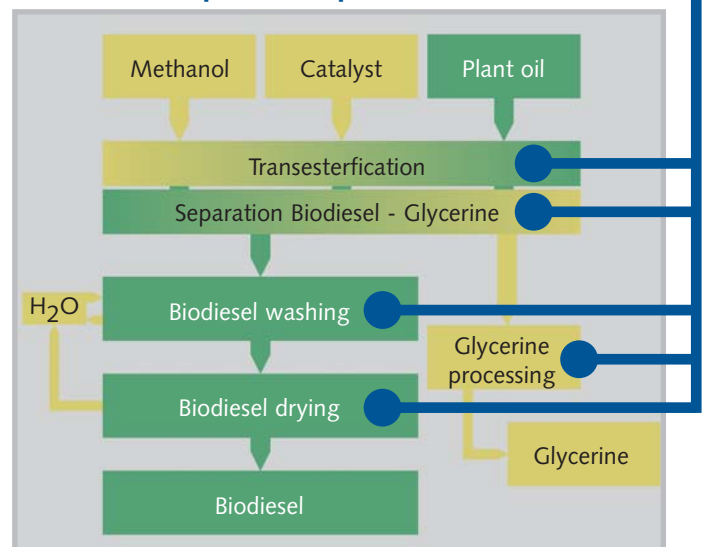 Methanol
Catalyst
Plant oil
Transesterfication
Separation Biodiesel - Glycerine
H2O
Biodiesel washing
Glycerine
processing
Biodiesel drying
Glycerine
Biodiesel